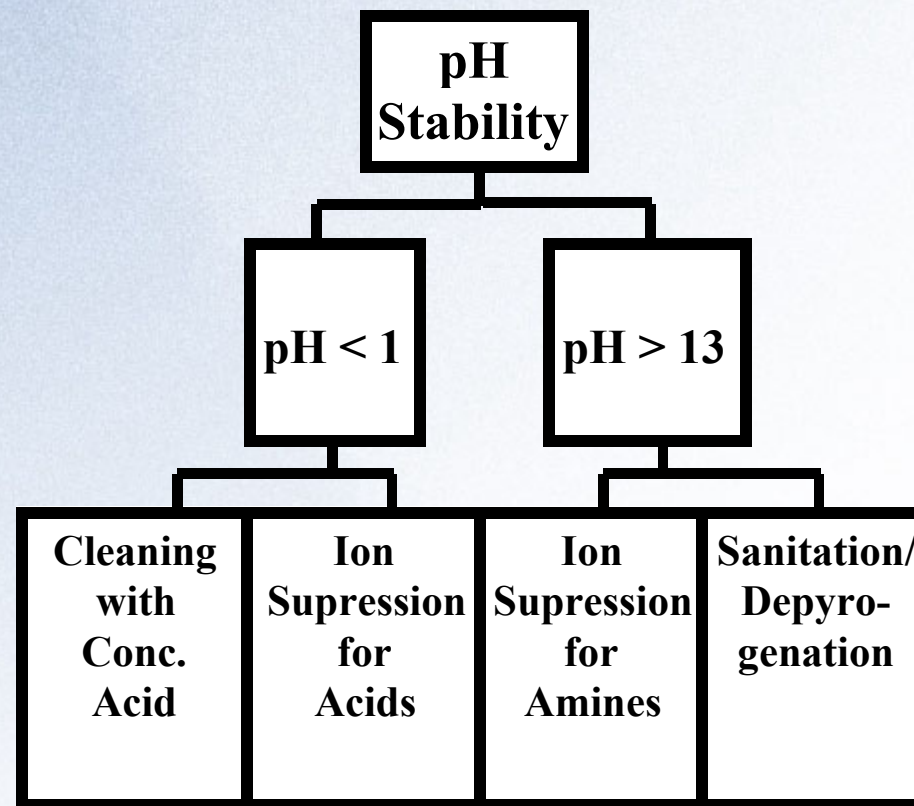 pH
Stability
pH < 1
pH > 13
Cleaning
with
Conc.
Acid
Ion
Supression
for
Acids
Ion
Supression
for
Amines
Sanitation/
Depyro-
genation